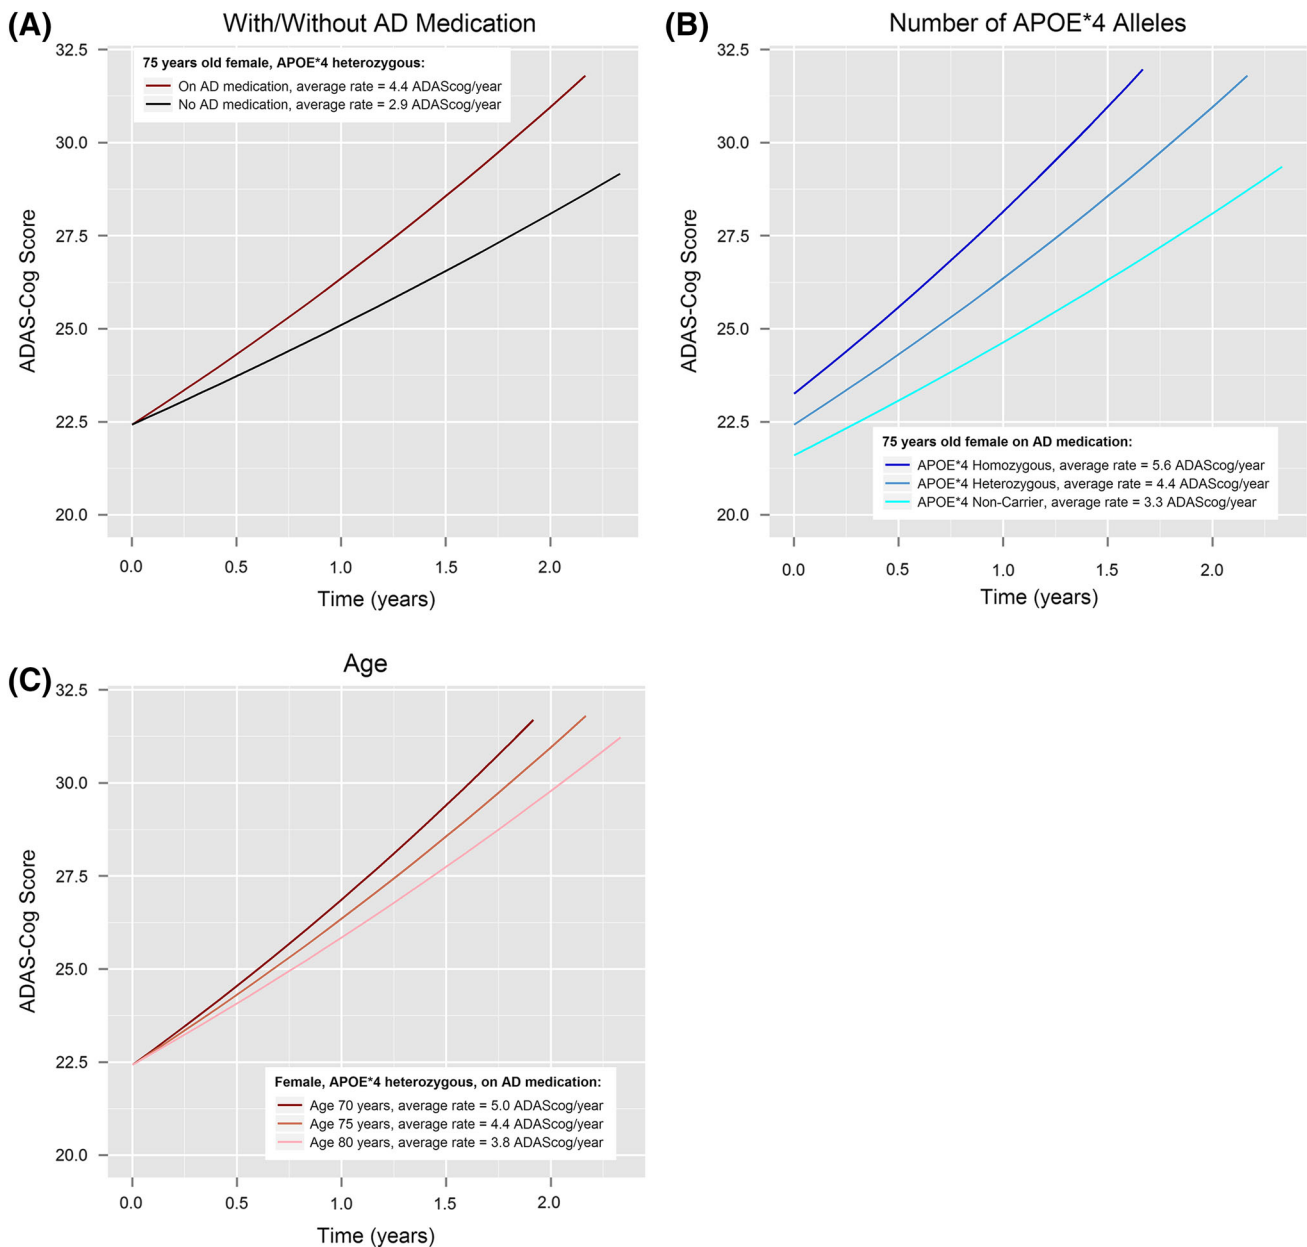 (A)
With/Without AD Medication
32.5
30.0
27.5
25.0
22.5
20.0
ADAS-Cog Score
75 years old female, APOE*4 heterozygous:
On AD medication, average rate = 4.4 ADAScog/year
No AD medication, average rate = 2.9 ADAScog/year
0.0 0.5 1.0 1.5 2.0
Time (years)
(B)
Number of APOE*4 Alleles
32.5
30.0
27.5
25.0
22.5
20.0
ADAS-Cog Score
75 years old female on AD medication:
APOE*4 Homozygous, average rate = 5.6 ADAScog/year
APOE*4 Heterozygous, average rate = 4.4 ADAScog/year
APOE*4 Non-Carrier, average rate = 3.3 ADAScog/year
0.0 0.5 1.0 1.5 2.0
Time (years)
(C)
Age
32.5
30.0
27.5
25.0
22.5
20.0
ADAS-Cog Score
Female, APOE*4 heterozygous, on AD medication:
Age 70 years, average rate = 5.0 ADAScog/year
Age 75 years, average rate = 4.4 ADAScog/year
Age 80 years, average rate = 3.8 ADAScog/year
0.0 0.5 1.0 1.5 2.0
Time (years)